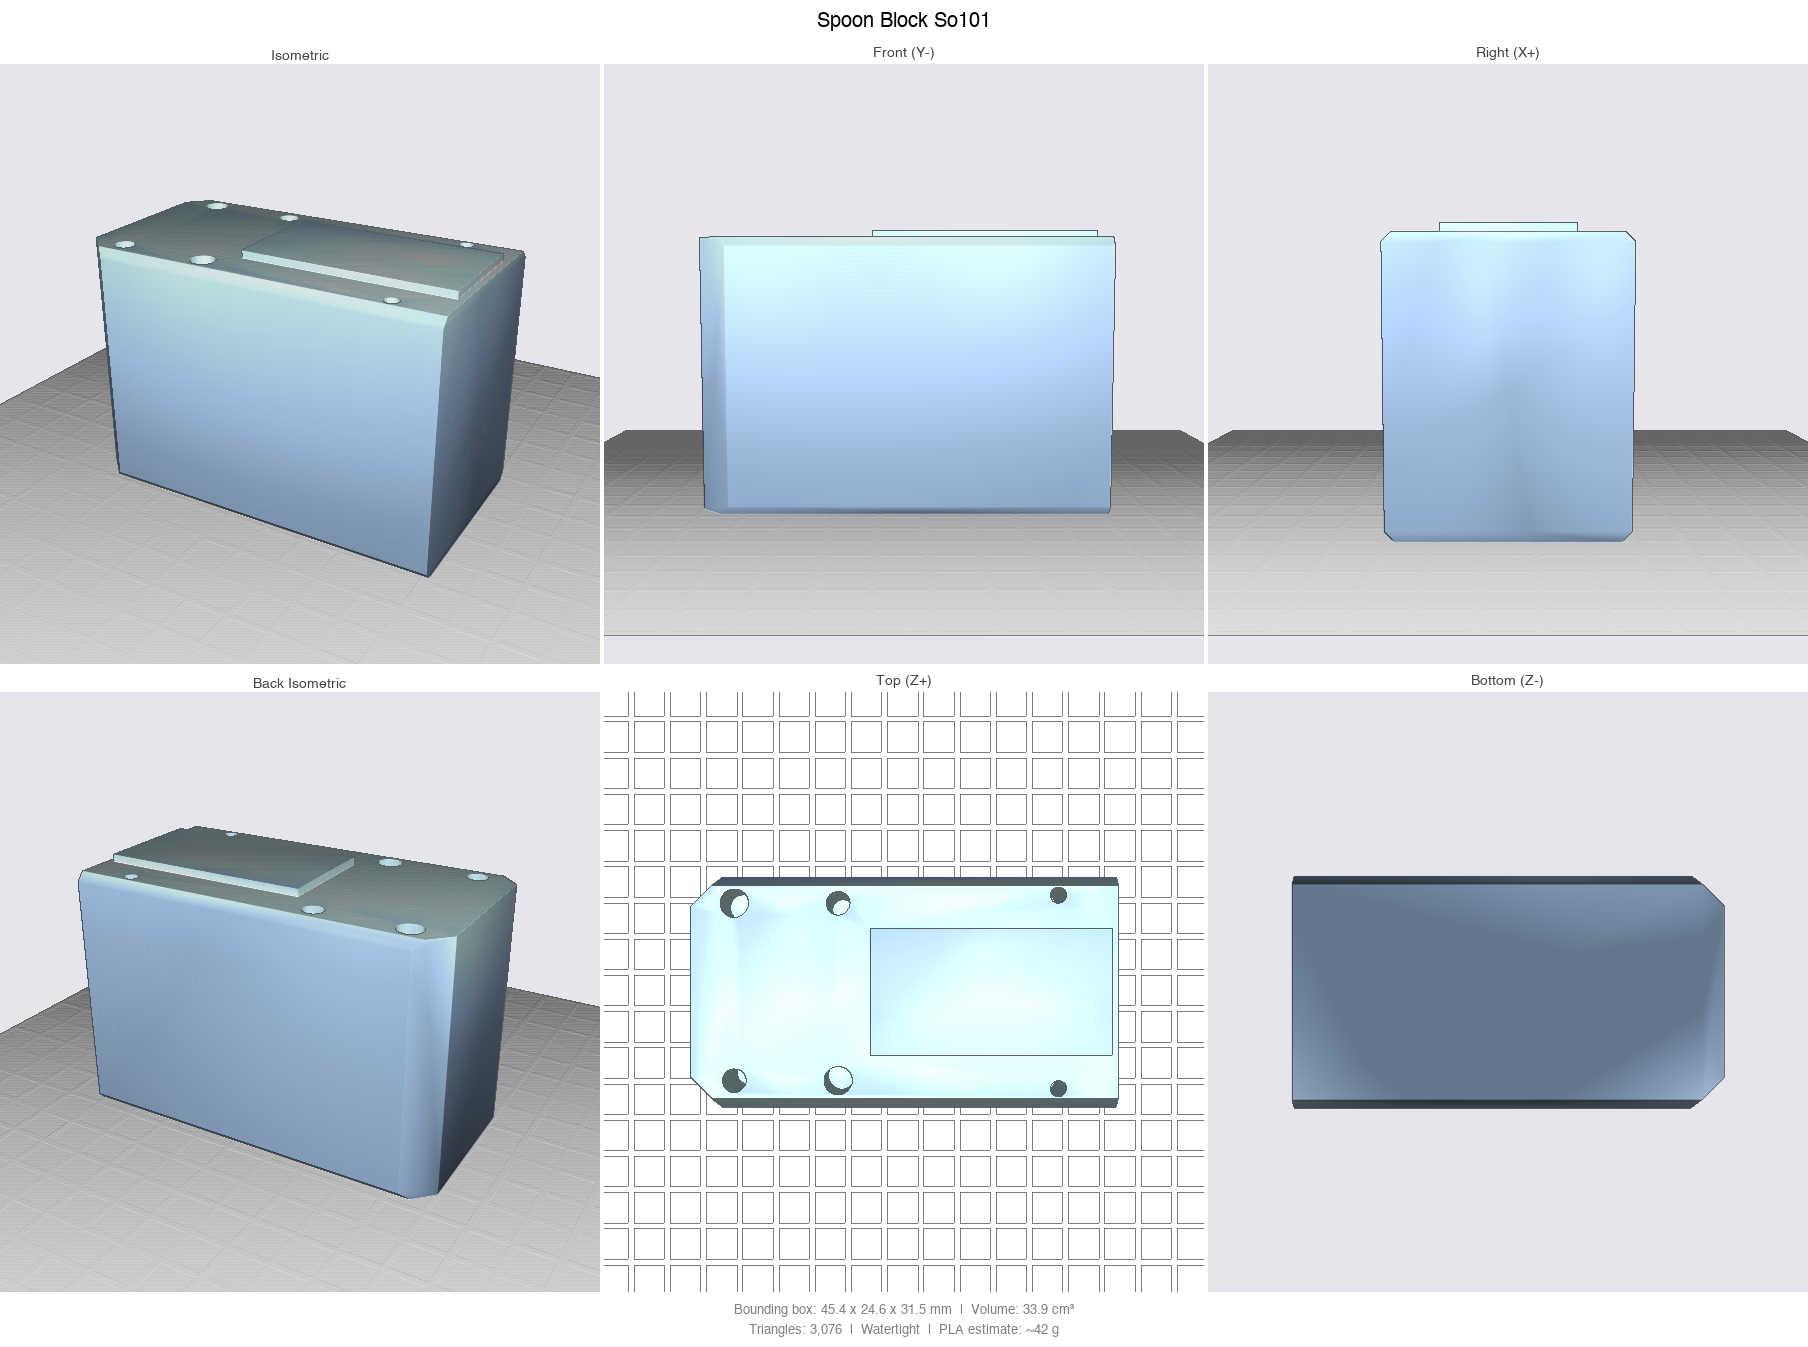 Spoon Block So101
Isometric
Front (Y-)
Right (X+)
Back Isometric
Top (Z+)
Bottom (Z-)
Bounding box: 45.4 x 24.6 x 31.5 mm | Volume: 33.9 cm³
Triangles: 3,076 | Watertight | PLA estimate: ~42 g